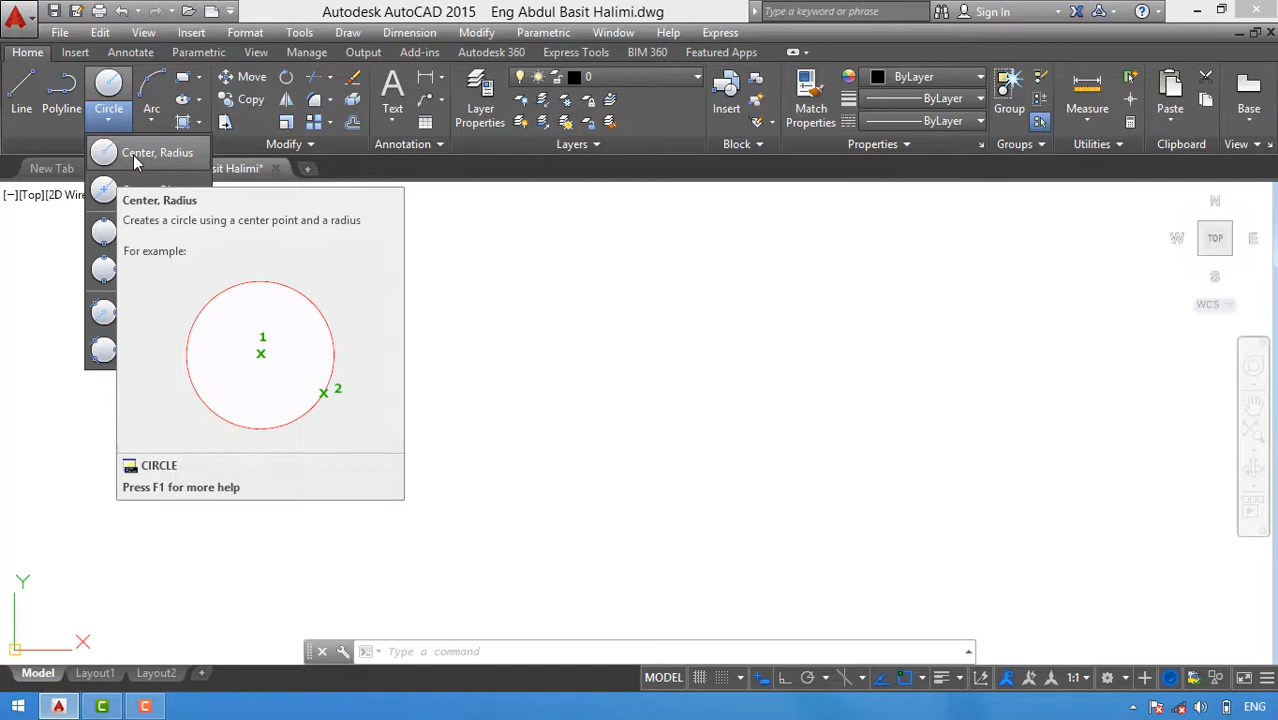 Autodesk AutoCAD 2015 Eng Abdul Basit Halimi.dwg
Type a keyword or phrase
Sign In
File Edit View Insert Format Tools Draw Dimension Modify Parametric Window Help Express
Home Insert Annotate Parametric View Manage Output Add-ins Autodesk 360 Express Tools BIM 360 Featured Apps
Line Polyline Circle Arc
Move
Copy
Text
Layer Properties
0
Insert
Match Properties
ByLayer
ByLayer
ByLayer
Group
Measure
Paste
Base
Modify Annotation Layers Block Properties Groups Utilities Clipboard View
New Tab
Basit Halimi*
Center, Radius
[−][Top][2D Wire
Center, Radius
Creates a circle using a center point and a radius
For example:
1
2
CIRCLE
Press F1 for more help
N
W TOP E
S
WCS
Y
X
Type a command
Model Layout1 Layout2
MODEL
1:1
ENG